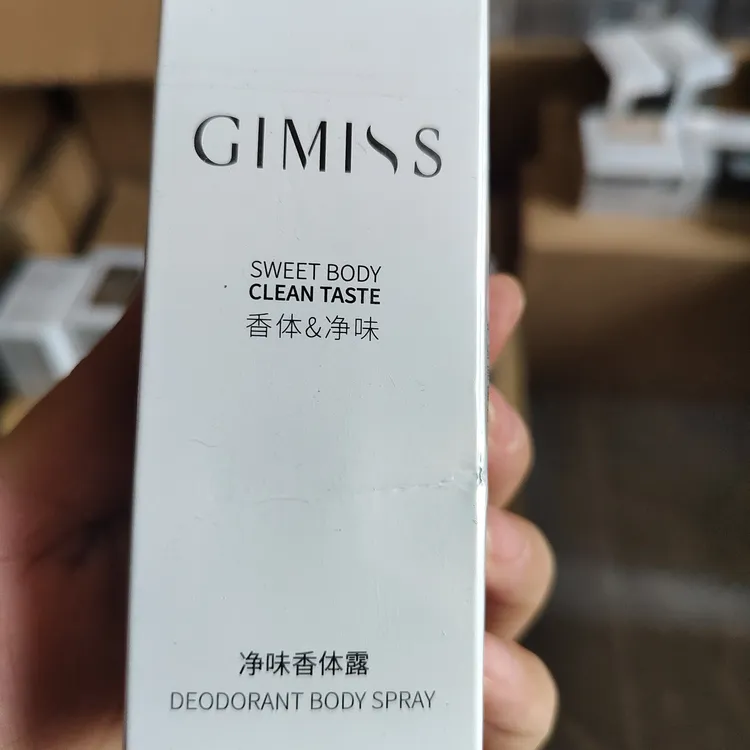 GIMISS
SWEET BODY
CLEAN TASTE
香体&净味
净味香体露
DEODORANT BODY SPRAY